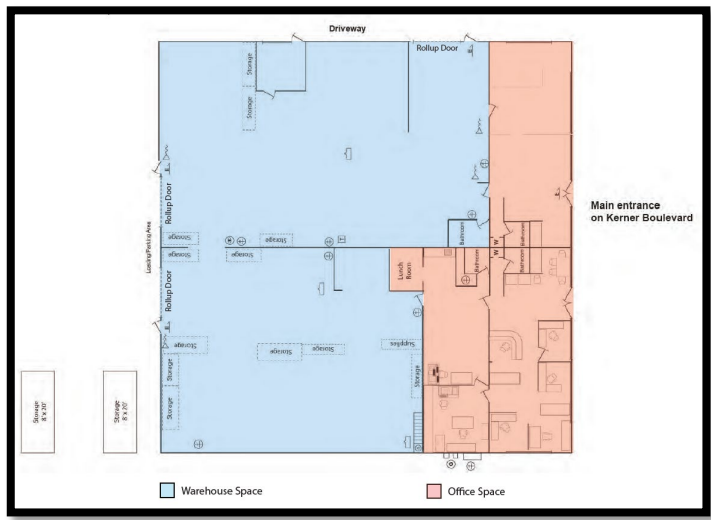 Driveway
Rollup Door
Storage
Storage
Rollup Door
Loading/Parking Area
Main entrance
on Kerner Boulevard
Bathroom
Bathroom
W
W
Storage
Storage
T
Storage
Storage
Lunch
Room
Bathroom
Bathroom
Rollup Door
Storage
Storage
Storage
Supplies
Storage
Storage
Storage
Storage
8'x 20'
Storage
8'x 20'
Warehouse Space
Office Space